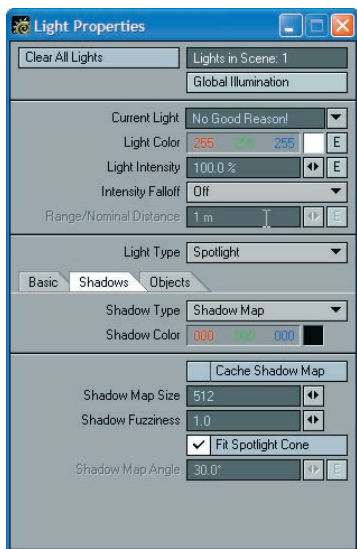 Light Properties
Clear All Lights
Lights in Scene: 1
Global Illumination
Current Light No Good Reason!
Light Color 255 255 255 E
Light Intensity 100.0 % E
Intensity Falloff Off
Range/Nominal Distance 1 m E
Light Type Spotlight
Basic Shadows Objects
Shadow Type Shadow Map
Shadow Color 000 000 000
Cache Shadow Map
Shadow Map Size 512
Shadow Fuzziness 1.0
Fit Spotlight Cone
Shadow Map Angle 30.0° E